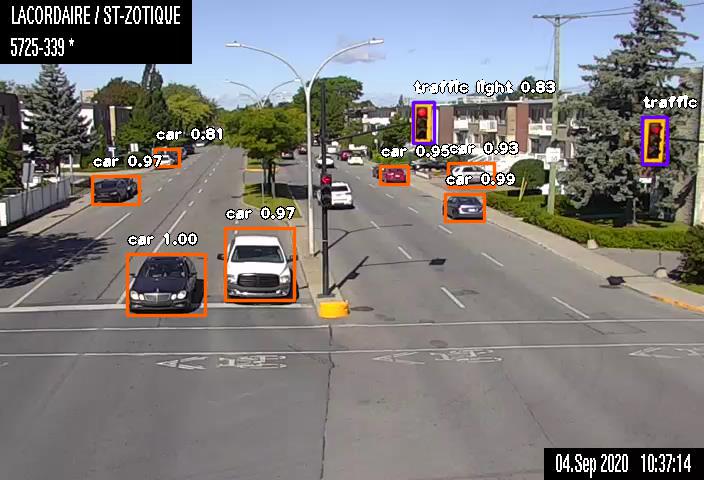 LACORDAIRE / ST-ZOTIQUE
5725-339 *
traffic light 0.83
traffic
car 0.81
car 0.97
car 0.95
car 0.93
car 0.99
car 0.97
car 1.00
04.Sep 2020 10:37:14